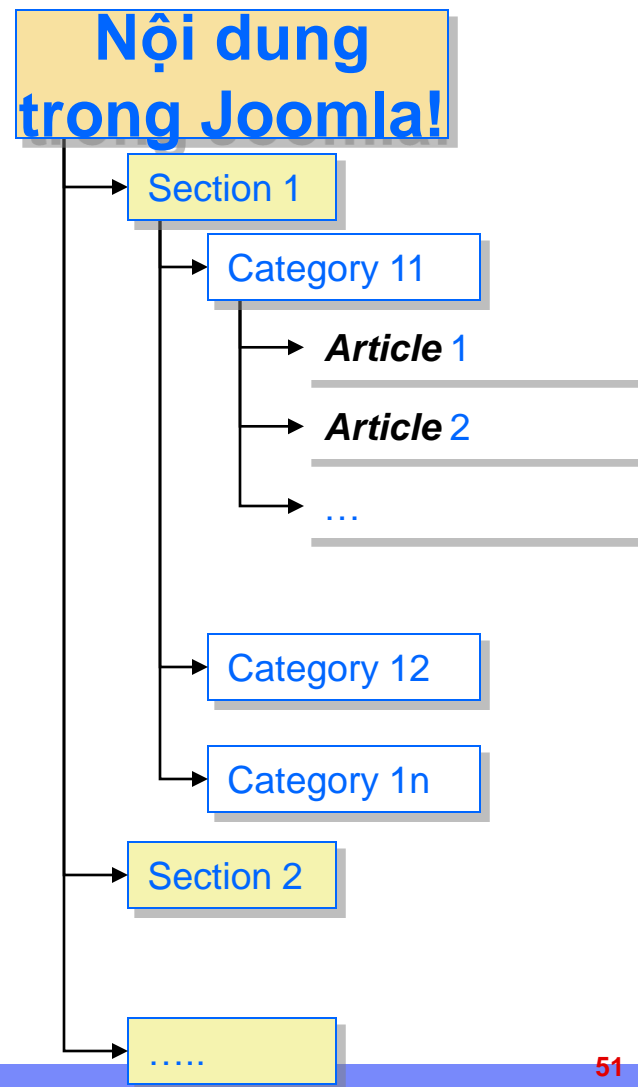 Nội dung
trong Joomla!
Section 1
Category 11
Article 1
Article 2
…
Category 12
Category 1n
Section 2
…..
51